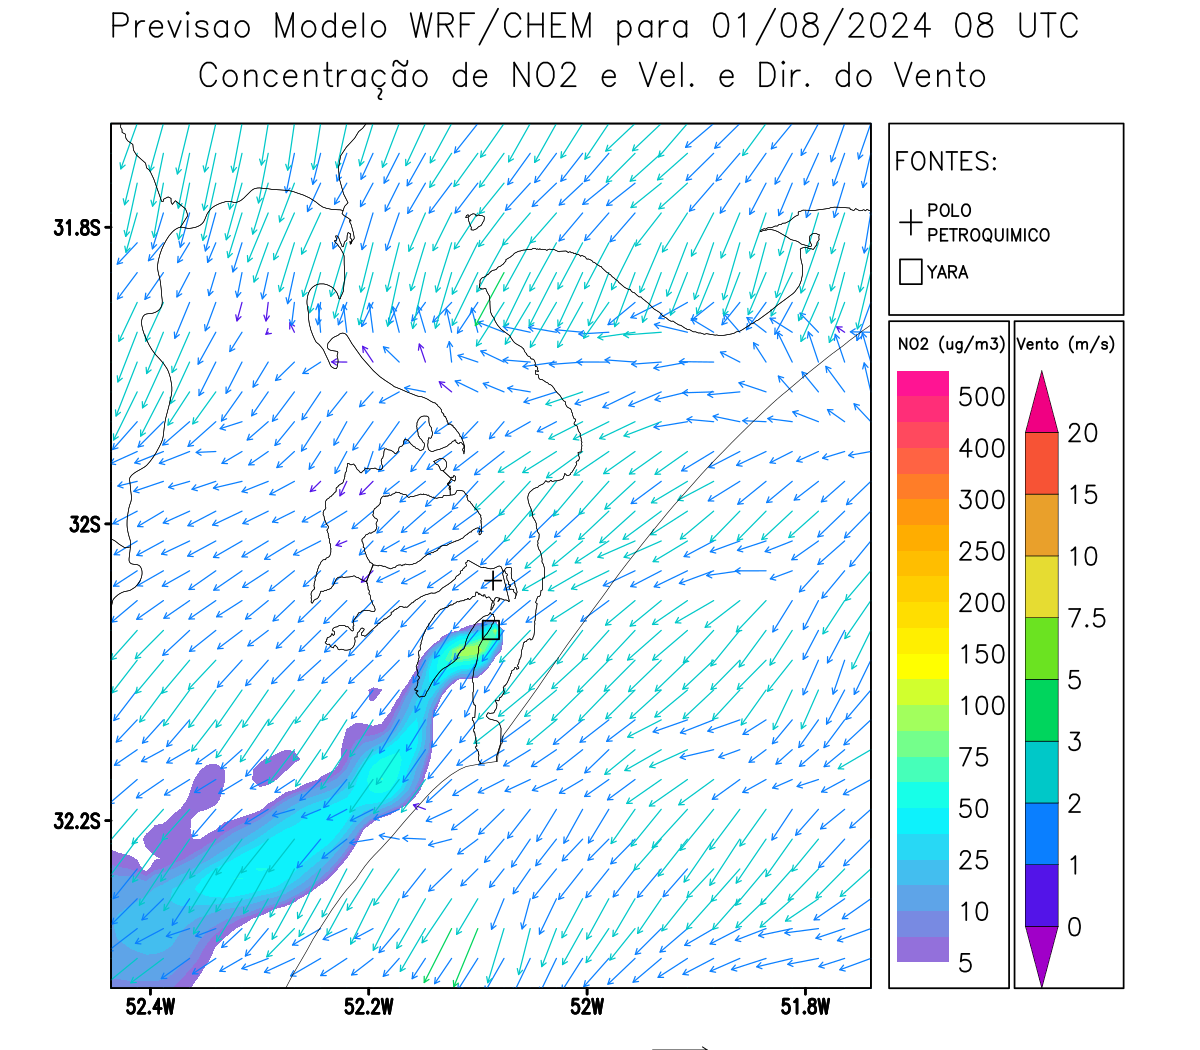 Previsao Modelo WRF/CHEM para 01/08/2024 08 UTC
Concentração de NO2 e Vel. e Dir. do Vento
FONTES:
POLO
PETROQUIMICO
YARA
NO2 (ug/m3)
500
400
300
250
200
150
100
75
50
25
10
5
Vento (m/s)
20
15
10
7.5
5
3
2
1
0
31.8S
32S
32.2S
52.4W
52.2W
52W
51.8W